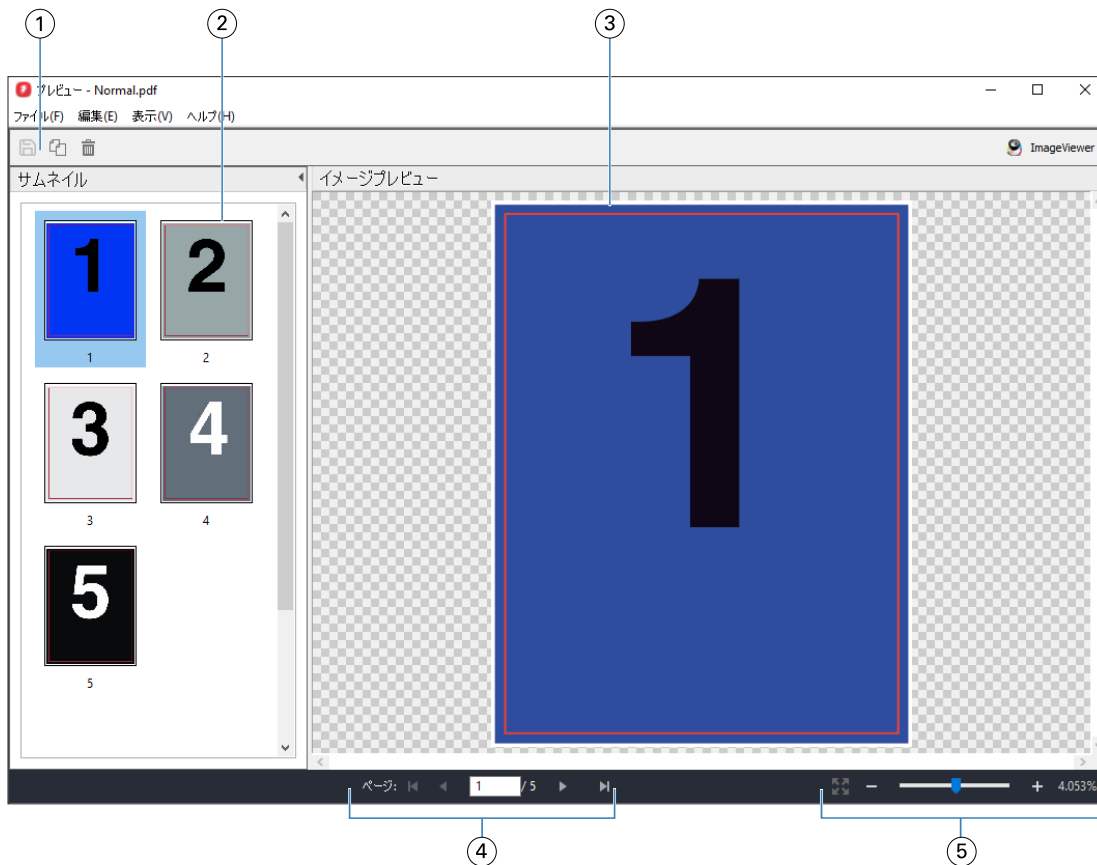 ① ② ③
プレビュー - Normal.pdf
ファイル(F) 編集(E) 表示(V) ヘルプ(H)
ImageViewer
サムネイル イメージプレビュー
1 2
1 2
3 4
3 4
5
5
1
ページ: 1 / 5 4.053%
④ ⑤